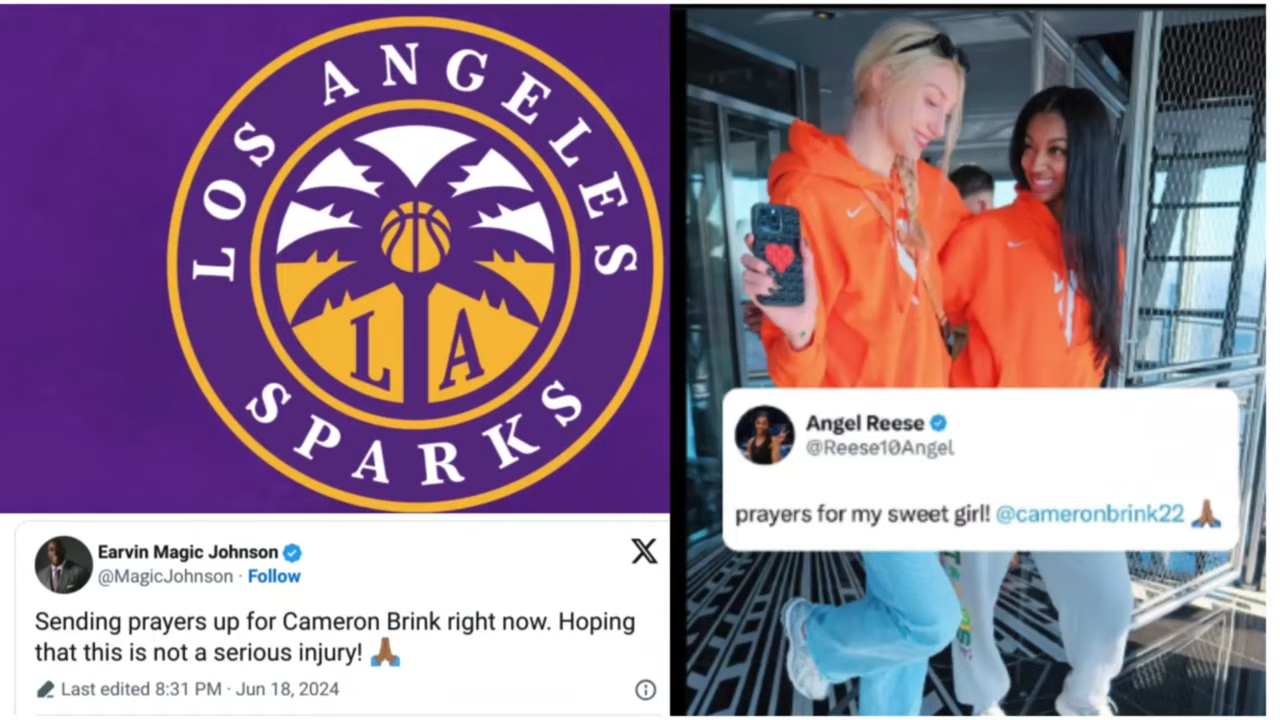 LOS ANGELES
LA
SPARKS
Earvin Magic Johnson
@MagicJohnson · Follow
Sending prayers up for Cameron Brink right now. Hoping
that this is not a serious injury! 🙏🏾
Last edited 8:31 PM · Jun 18, 2024
Angel Reese
@Reese10Angel
prayers for my sweet girl! @cameronbrink22 🙏🏾